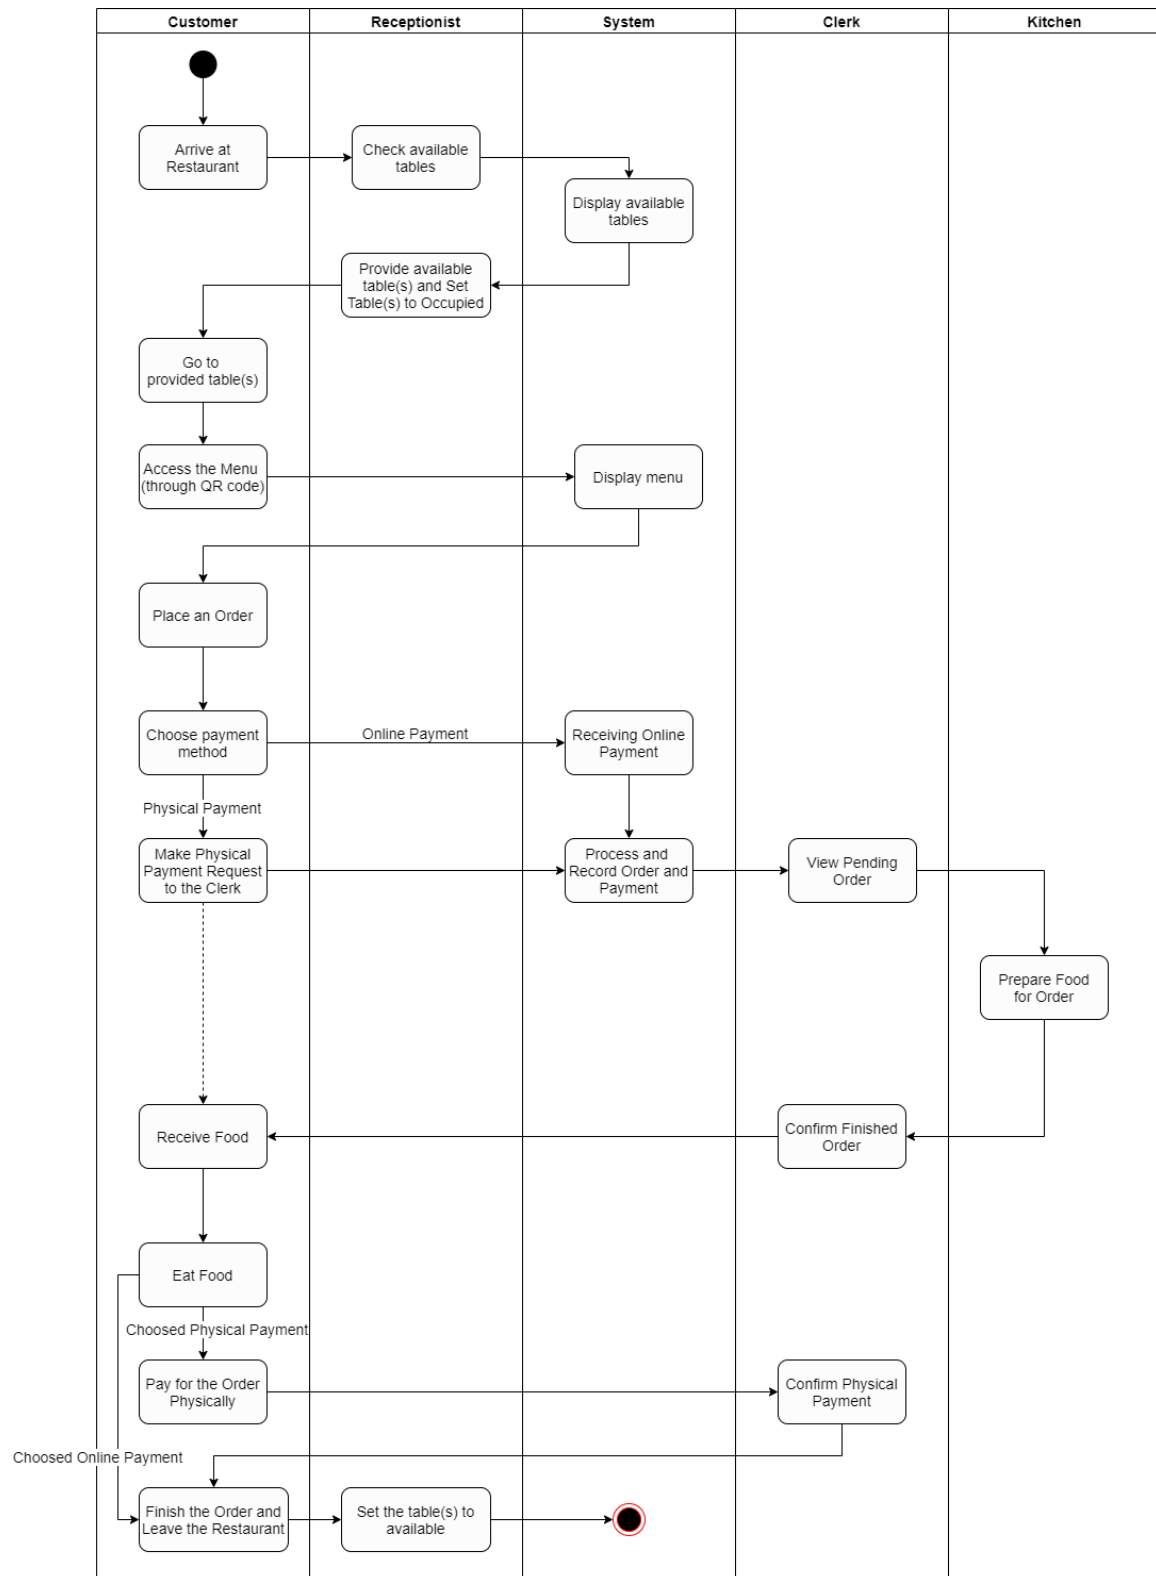 Customer
Receptionist
System
Clerk
Kitchen
Arrive at
Restaurant
Check available
tables
Display available
tables
Provide available
table(s) and Set
Table(s) to Occupied
Go to
provided table(s)
Access the Menu
(through QR code)
Display menu
Place an Order
Choose payment
method
Online Payment
Receiving Online
Payment
Physical Payment
Make Physical
Payment Request
to the Clerk
Process and
Record Order and
Payment
View Pending
Order
Prepare Food
for Order
Receive Food
Confirm Finished
Order
Eat Food
Choosed Physical Payment
Pay for the Order
Physically
Confirm Physical
Payment
Choosed Online Payment
Finish the Order and
Leave the Restaurant
Set the table(s) to
available